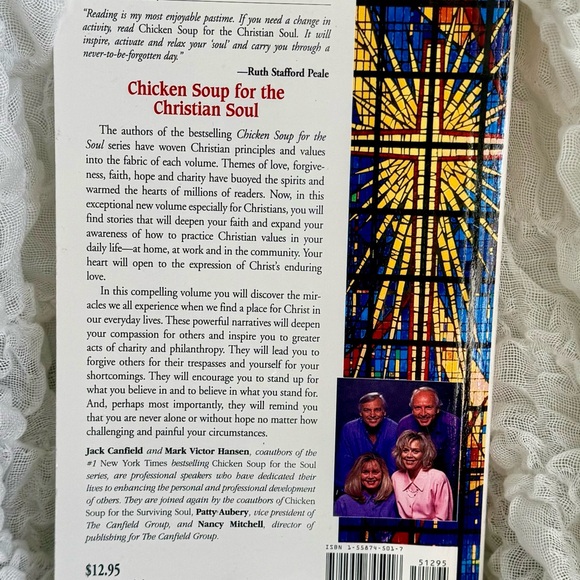 "Reading is my most enjoyable pastime. If you need a change in
activity, read Chicken Soup for the Christian Soul. It will
inspire, activate and relax your 'soul' and carry you through a
never-to-be-forgotten day."
—Ruth Stafford Peale
Chicken Soup for the
Christian Soul
The authors of the bestselling Chicken Soup for the
Soul series have woven Christian principles and values
into the fabric of each volume. Themes of love, forgive-
ness, faith, hope and charity have buoyed the spirits and
warmed the hearts of millions of readers. Now, in this
exceptional new volume especially for Christians, you will
find stories that will deepen your faith and expand your
awareness of how to practice Christian values in your
daily life—at home, at work and in the community. Your
heart will open to the expression of Christ's enduring
love.
In this compelling volume you will discover the mir-
acles we all experience when we find a place for Christ in
our everyday lives. These powerful narratives will deepen
your compassion for others and inspire you to greater
acts of charity and philanthropy. They will lead you to
forgive others for their trespasses and yourself for your
shortcomings. They will encourage you to stand up for
what you believe in and to believe in what you stand for.
And, perhaps most importantly, they will remind you
that you are never alone or without hope no matter how
challenging and painful your circumstances.
Jack Canfield and Mark Victor Hansen, coauthors of the
#1 New York Times bestselling Chicken Soup for the Soul
series, are professional speakers who have dedicated their
lives to enhancing the personal and professional development
of others. They are joined again by the coauthors of Chicken
Soup for the Surviving Soul, Patty Aubery, vice president of
The Canfield Group, and Nancy Mitchell, director of
publishing for The Canfield Group.
ISBN 1-55874-501-7
51295
$12.95